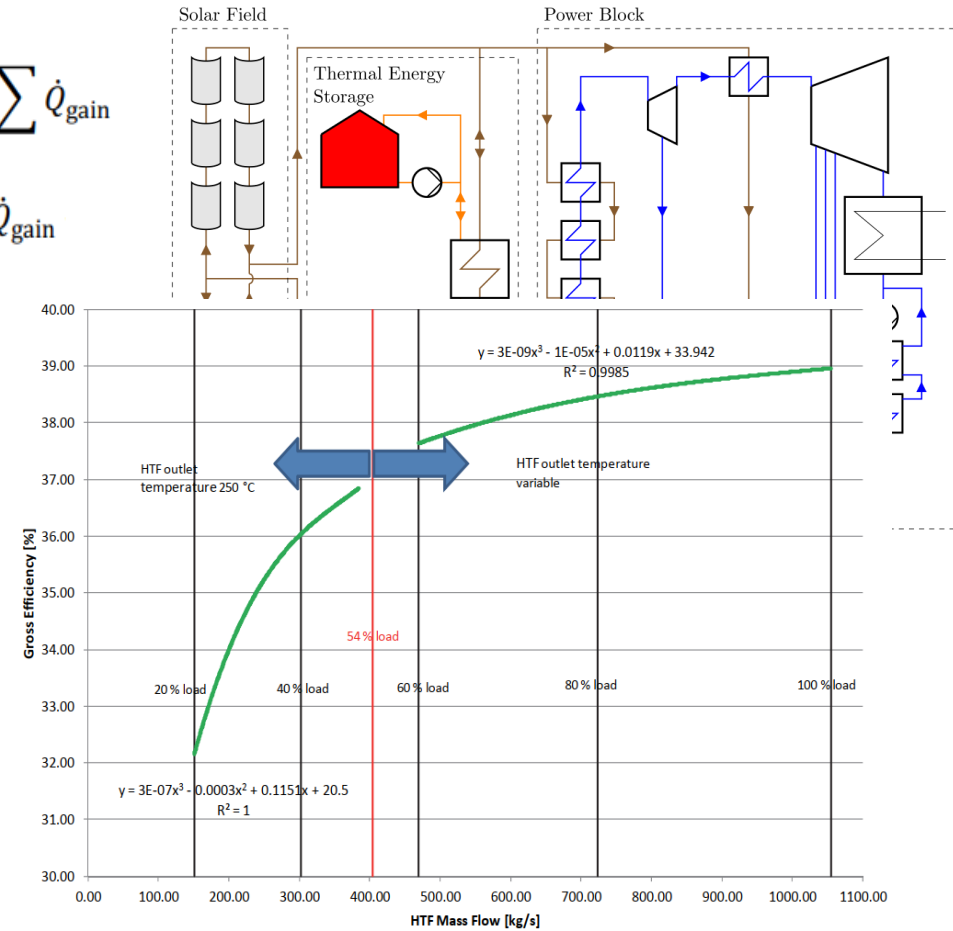 Solar Field
Power Block
∑ Q̇gain
Thermal Energy
Storage
Q̇gain
40.00
39.00
38.00
37.00
36.00
35.00
34.00
33.00
32.00
31.00
30.00
Gross Efficiency [%]
y = 3E-09x³ - 1E-05x² + 0.0119x + 33.942
R² = 0.9985
HTF outlet
temperature 250 °C
HTF outlet temperature
variable
54 % load
20 % load
40 % load
60 % load
80 % load
100 % load
y = 3E-07x³ - 0.0003x² + 0.1151x + 20.5
R² = 1
0.00 100.00 200.00 300.00 400.00 500.00 600.00 700.00 800.00 900.00 1000.00 1100.00
HTF Mass Flow [kg/s]